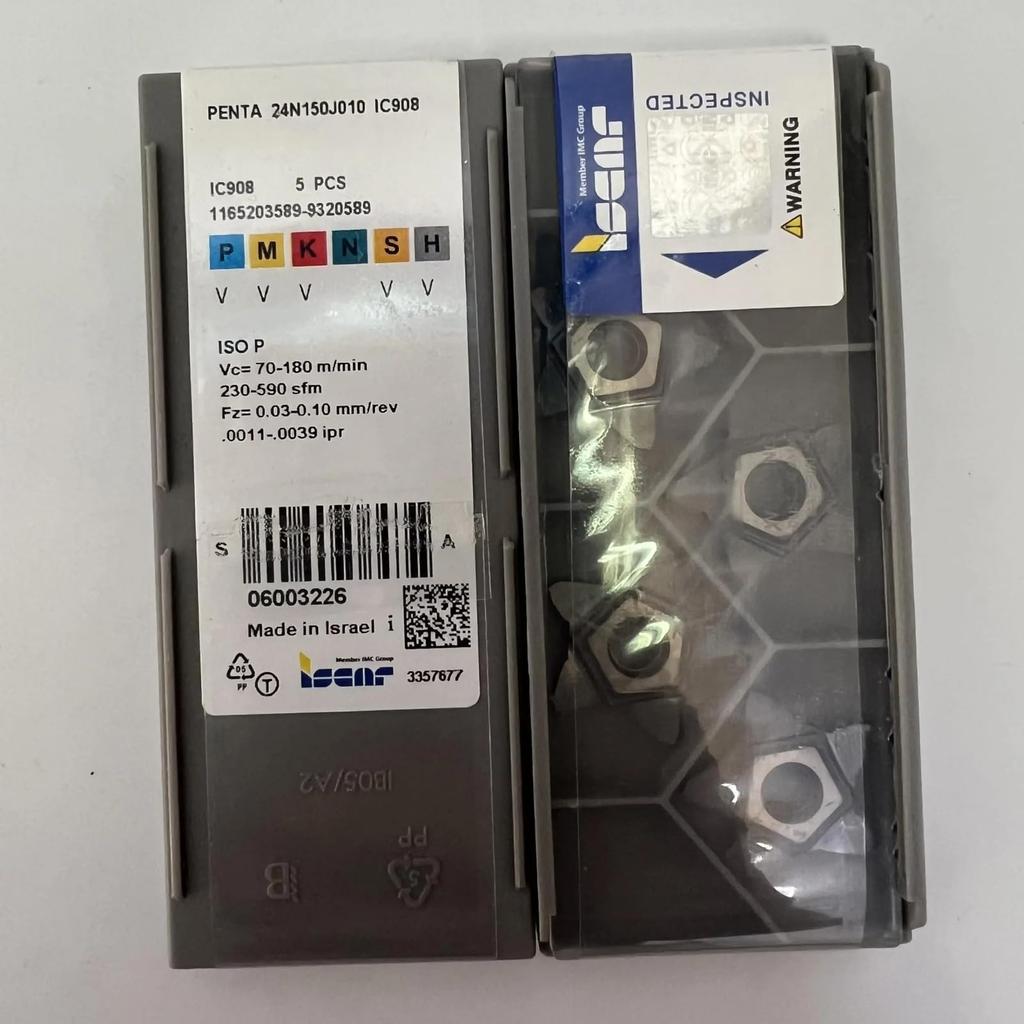 PENTA 24N150J010 IC908
IC908 5 PCS
1165203589-9320589
P M K N S H
V V V V V
ISO P
Vc= 70-180 m/min
230-590 sfm
Fz= 0.03-0.10 mm/rev
.0011-.0039 ipr
S A
06003226
Made in Israel i
05
PP
T
Member IMC Group
iscar
3357677
IB05/A2
PP
5
B
INSPECTED
Member IMC Group
iscar
WARNING